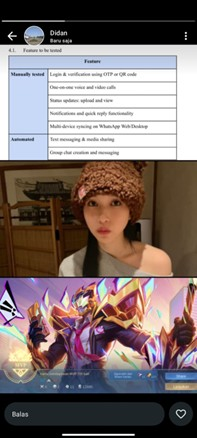 Didan
Baru saja
4.1. Feature to be tested
Feature
Manually tested
Login & verification using OTP or QR code
One-on-one voice and video calls
Status updates: upload and view
Notifications and quick reply functionality
Multi-device syncing on WhatsApp Web/Desktop
Automated
Text messaging & media sharing
Group chat creation and messaging
Balas